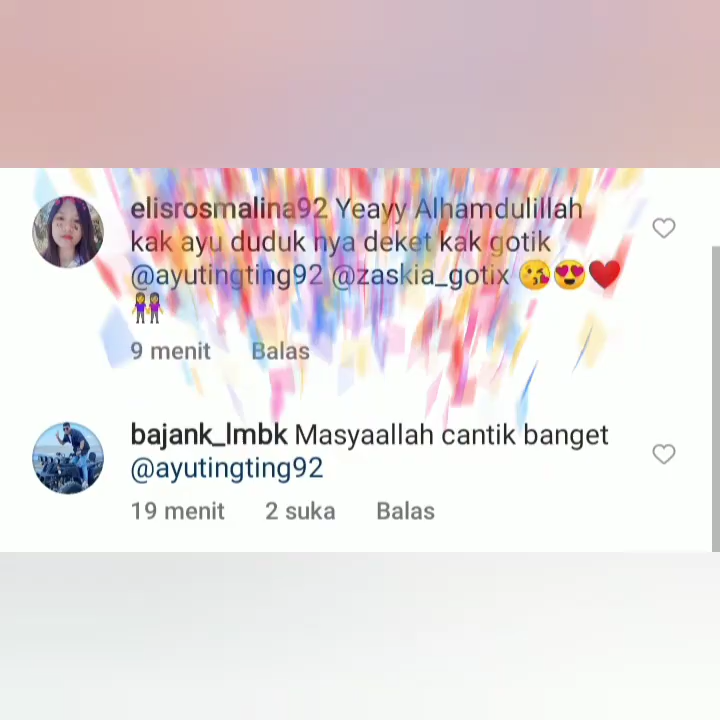 elisrosmalina92 Yeayy Alhamdulillah
kak ayu duduk nya deket kak gotik
@ayutingting92 @zaskia_gotix 😘😍❤️
👭
9 menit Balas
bajank_lmbk Masyaallah cantik banget
@ayutingting92
19 menit 2 suka Balas